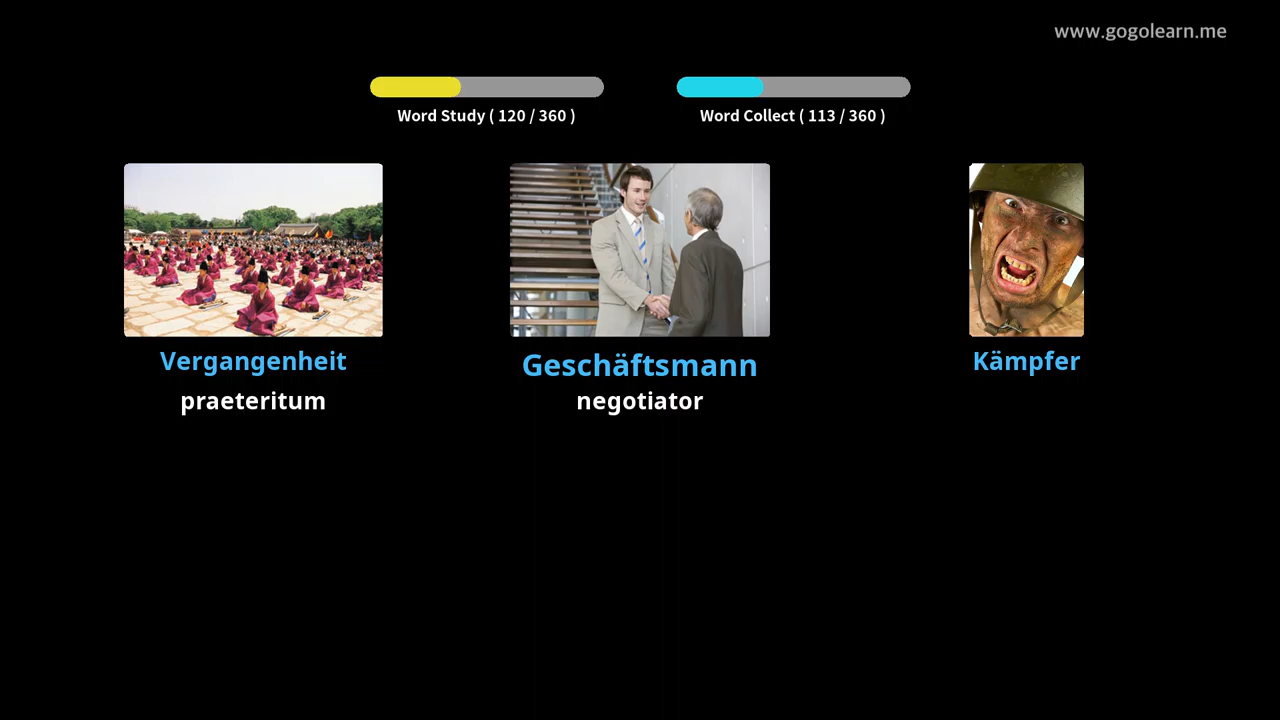 www.gogolearn.me
Word Study ( 120 / 360 )
Word Collect ( 113 / 360 )
Vergangenheit
praeteritum
Geschäftsmann
negotiator
Kämpfer